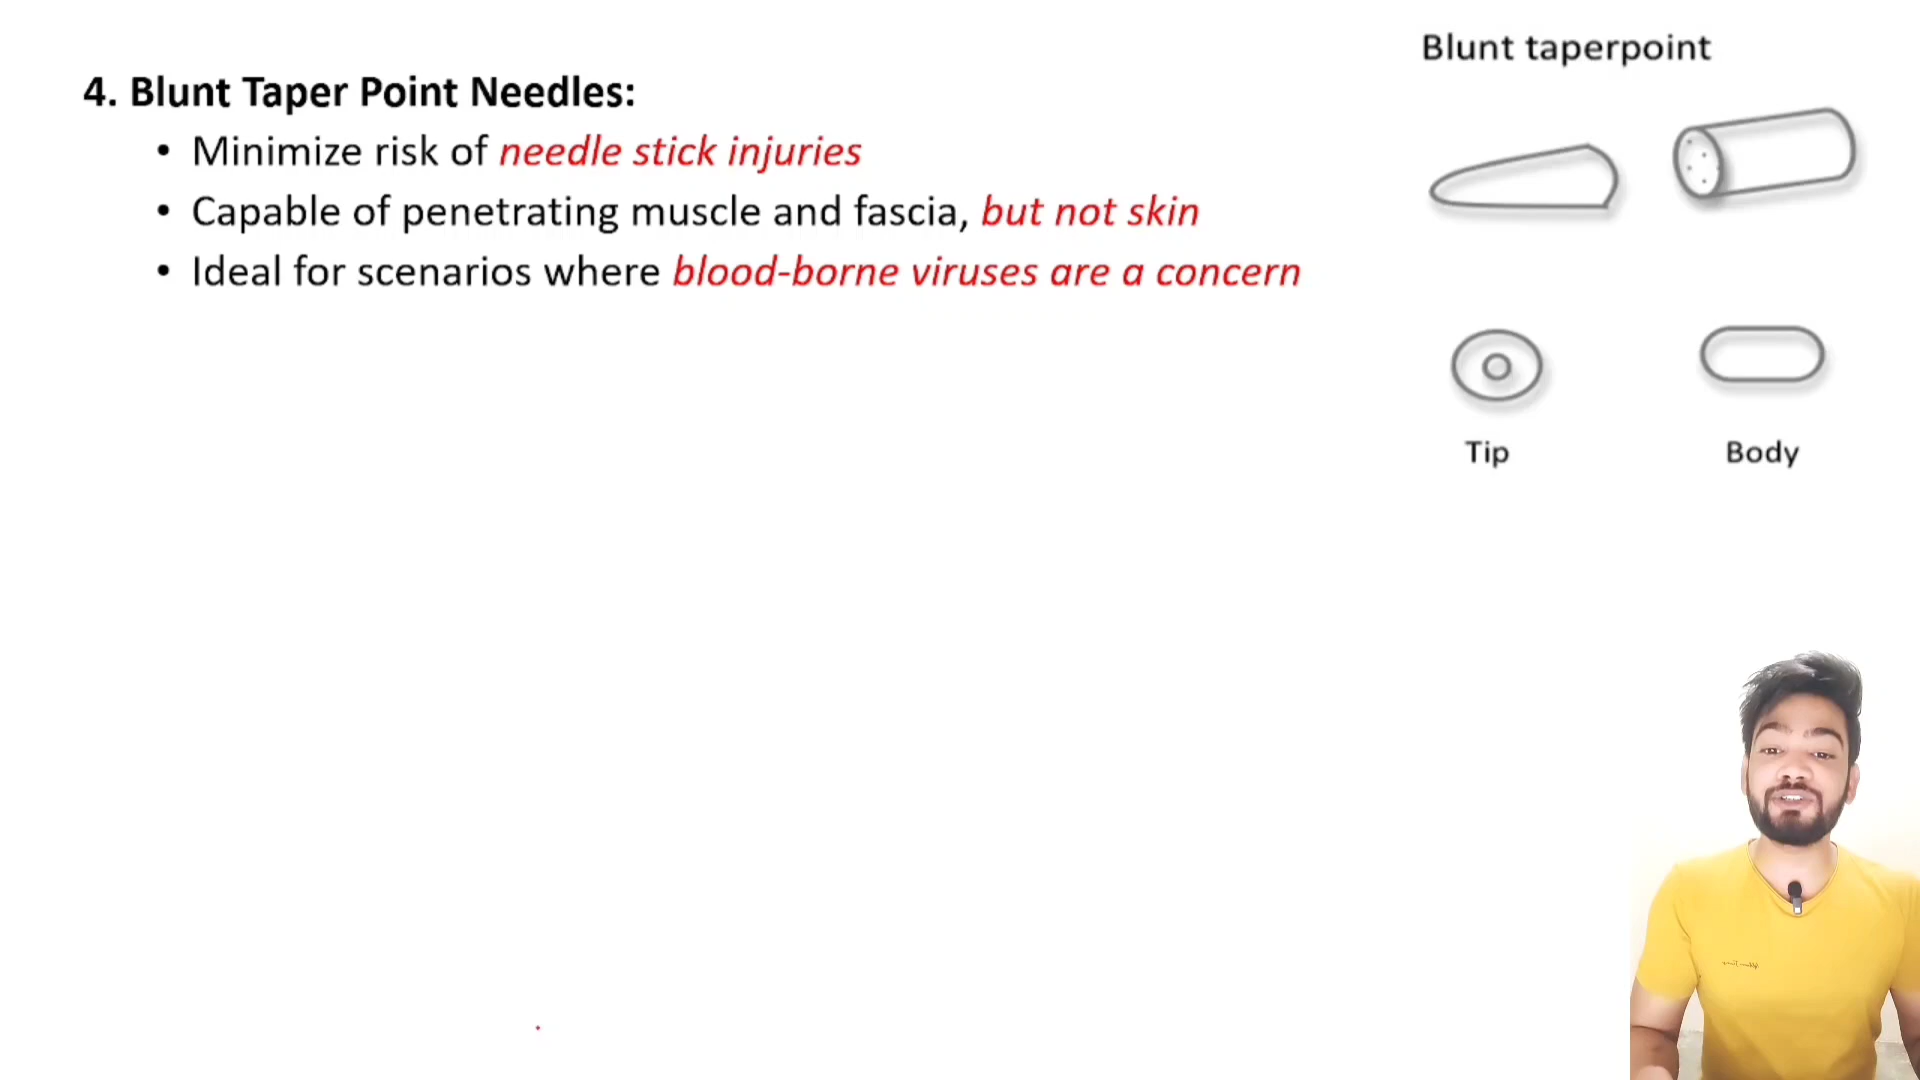 Blunt taperpoint
4. Blunt Taper Point Needles:
• Minimize risk of needle stick injuries
• Capable of penetrating muscle and fascia, but not skin
• Ideal for scenarios where blood-borne viruses are a concern
Tip
Body